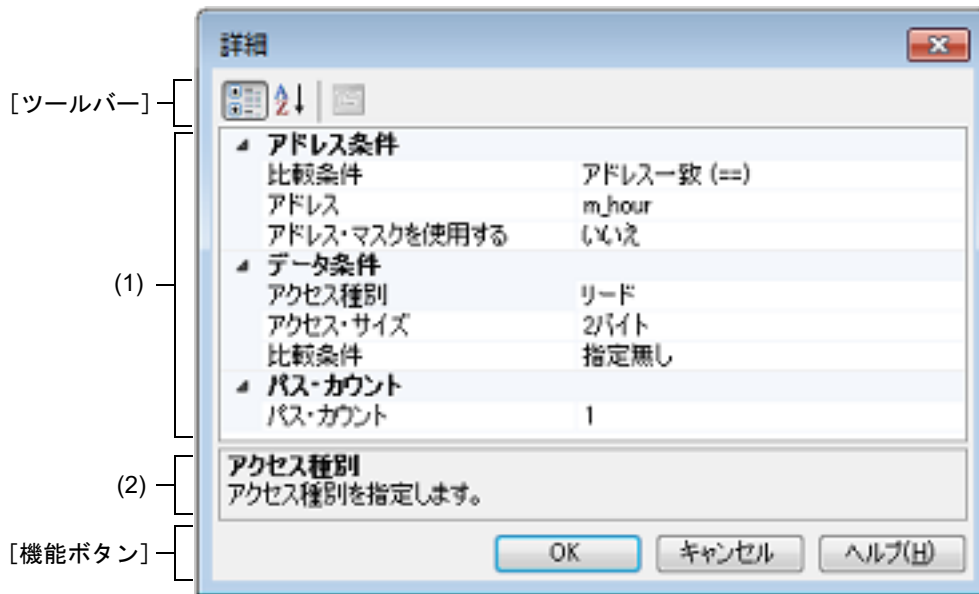 詳細
[ツールバー]
アドレス条件
比較条件 アドレス一致 (==)
アドレス m_hour
アドレス・マスクを使用する いいえ
(1)
データ条件
アクセス種別 リード
アクセス・サイズ 2バイト
比較条件 指定無し
パス・カウント
パス・カウント 1
(2)
アクセス種別
アクセス種別を指定します。
[機能ボタン]
OK キャンセル ヘルプ(H)